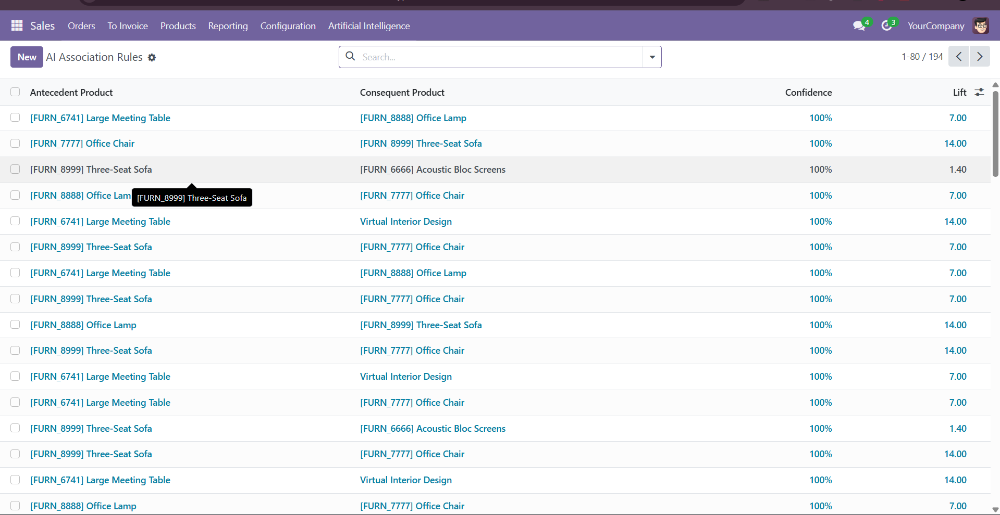 Sales Orders To Invoice Products Reporting Configuration Artificial Intelligence 4 3 YourCompany
New AI Association Rules Search... 1-80 / 194
Antecedent Product Consequent Product Confidence Lift
[FURN_6741] Large Meeting Table [FURN_8888] Office Lamp 100% 7.00
[FURN_7777] Office Chair [FURN_8999] Three-Seat Sofa 100% 14.00
[FURN_8999] Three-Seat Sofa [FURN_6666] Acoustic Bloc Screens 100% 1.40
[FURN_8888] Office Lam [FURN_7777] Office Chair 100% 7.00
[FURN_8999] Three-Seat Sofa
[FURN_6741] Large Meeting Table Virtual Interior Design 100% 14.00
[FURN_8999] Three-Seat Sofa [FURN_7777] Office Chair 100% 7.00
[FURN_6741] Large Meeting Table [FURN_8888] Office Lamp 100% 7.00
[FURN_8999] Three-Seat Sofa [FURN_7777] Office Chair 100% 7.00
[FURN_8888] Office Lamp [FURN_8999] Three-Seat Sofa 100% 14.00
[FURN_8999] Three-Seat Sofa [FURN_7777] Office Chair 100% 14.00
[FURN_6741] Large Meeting Table Virtual Interior Design 100% 7.00
[FURN_6741] Large Meeting Table [FURN_7777] Office Chair 100% 7.00
[FURN_8999] Three-Seat Sofa [FURN_6666] Acoustic Bloc Screens 100% 1.40
[FURN_8999] Three-Seat Sofa [FURN_7777] Office Chair 100% 14.00
[FURN_6741] Large Meeting Table Virtual Interior Design 100% 14.00
[FURN_8888] Office Lamp [FURN_7777] Office Chair 100% 7.00